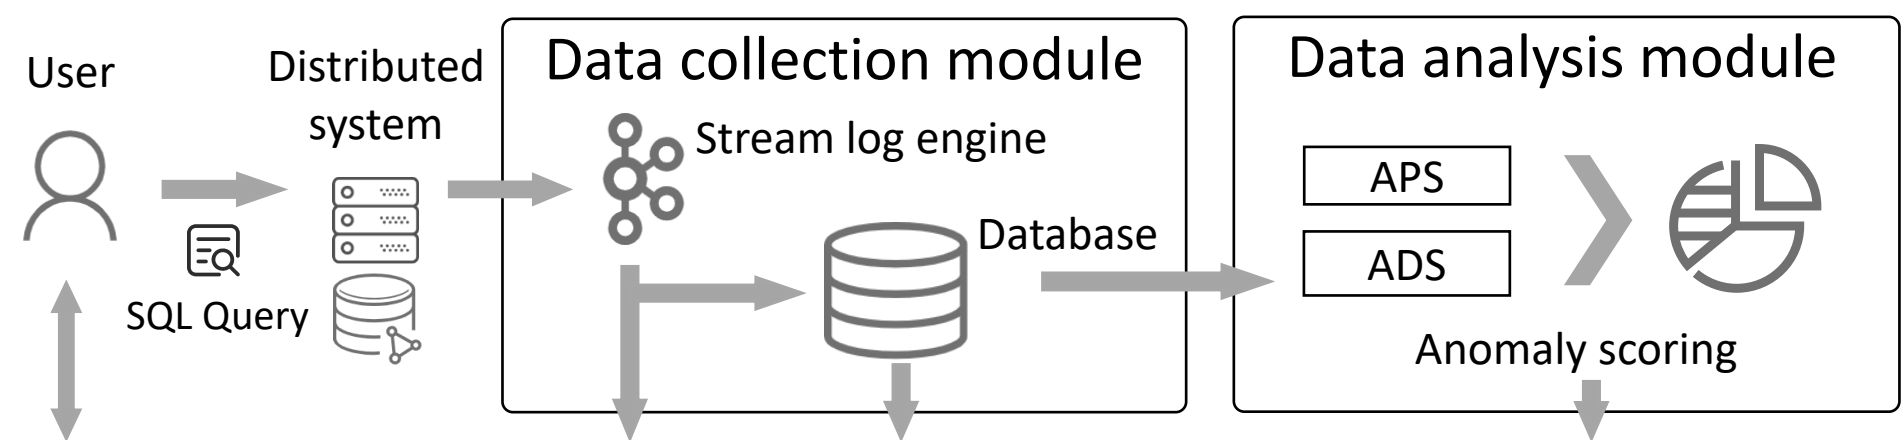 User
SQL Query
Distributed
system
Data collection module
Stream log engine
Database
Data analysis module
APS
ADS
Anomaly scoring